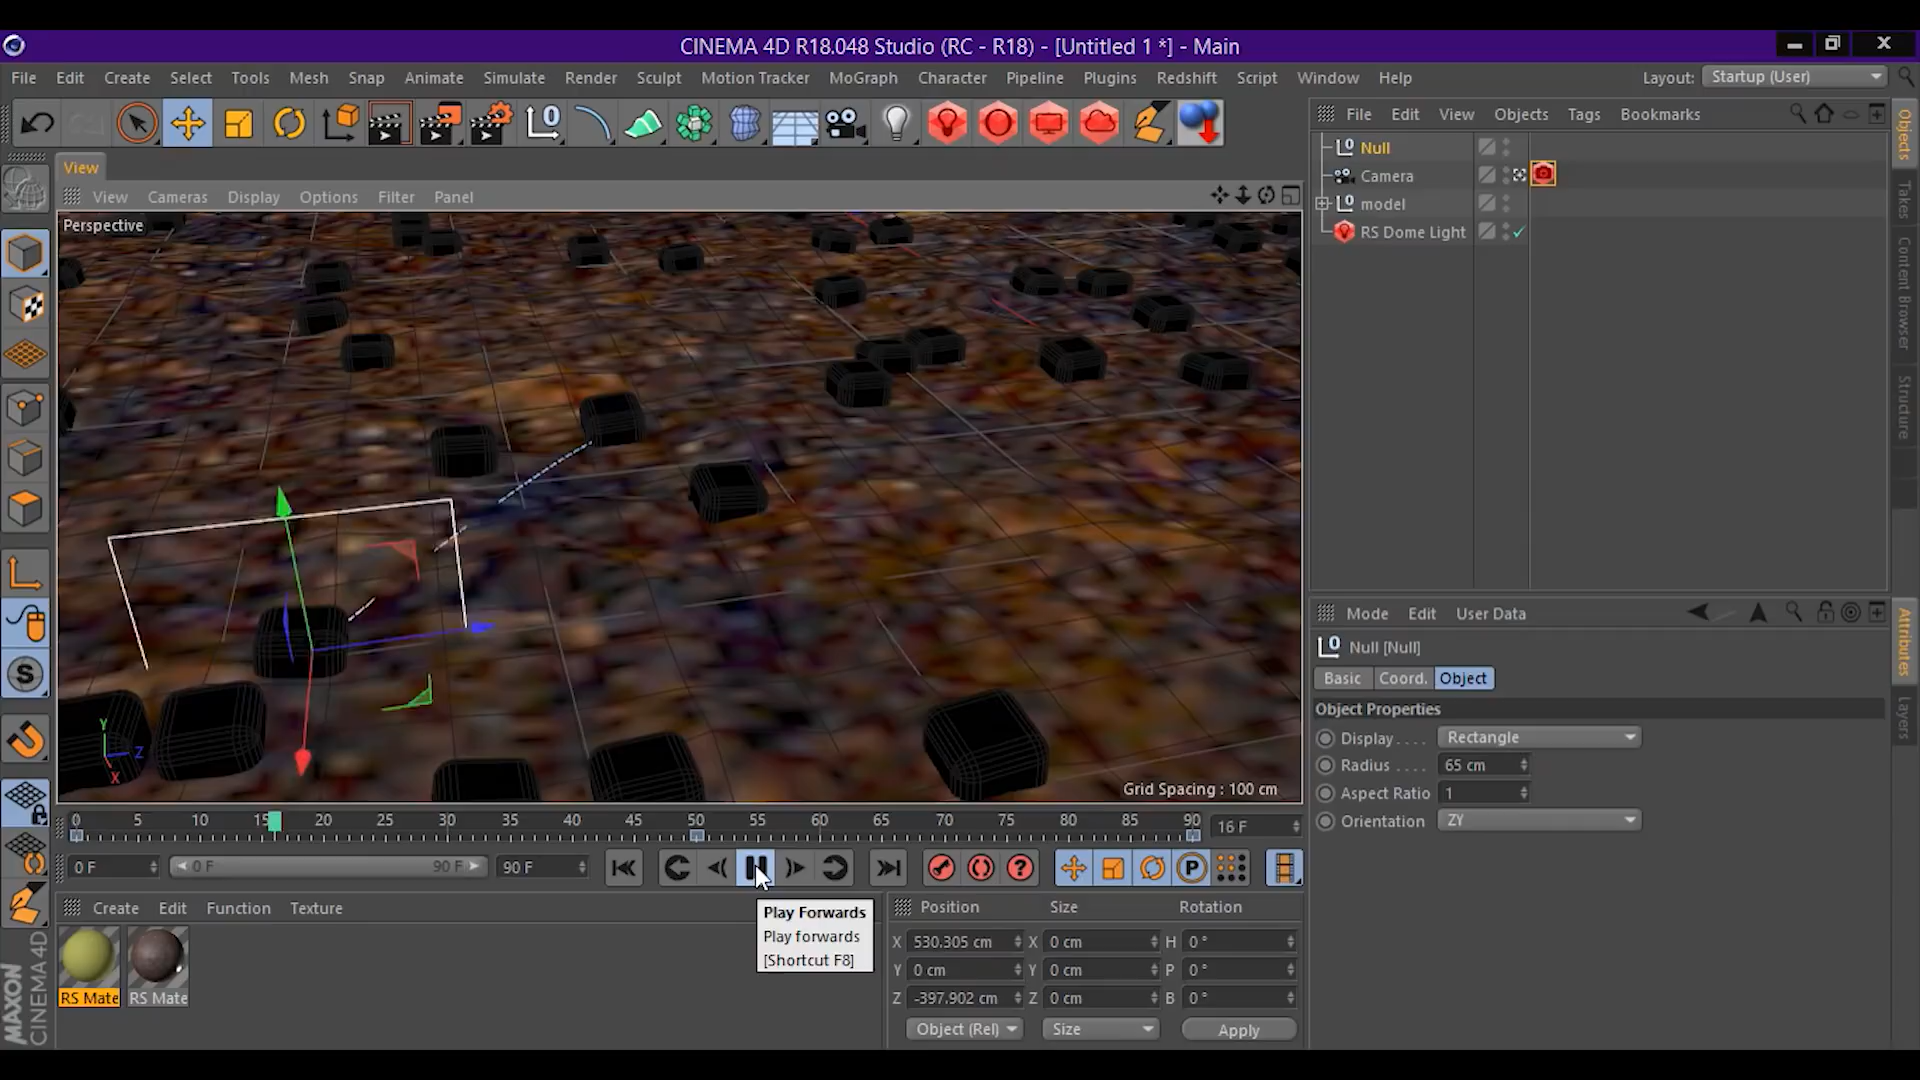 CINEMA 4D R18.048 Studio (RC - R18) - [Untitled 1 *] - Main
File Edit Create Select Tools Mesh Snap Animate Simulate Render Sculpt Motion Tracker MoGraph Character Pipeline Plugins Redshift Script Window Help Layout: Startup (User)
File Edit View Objects Tags Bookmarks
View
View Cameras Display Options Filter Panel
Perspective
Null
Camera
model
RS Dome Light
Objects
Takes
Content Browser
Structure
Mode Edit User Data
Null [Null]
Basic Coord. Object
Object Properties
Display . . . . Rectangle
Radius . . . . 65 cm
Aspect Ratio 1
Orientation ZY
Attributes
Layers
Y
Z
X
Grid Spacing : 100 cm
0 5 10 15 20 25 30 35 40 45 50 55 60 65 70 75 80 85 90 16 F
0 F 0 F 90 F 90 F
Create Edit Function Texture
RS Mate RS Mate
Play Forwards
Play forwards
[Shortcut F8]
Position Size Rotation
X 530.305 cm X 0 cm H 0 °
Y 0 cm Y 0 cm P 0 °
Z -397.902 cm Z 0 cm B 0 °
Object (Rel) Size Apply
MAXON
CINEMA 4D